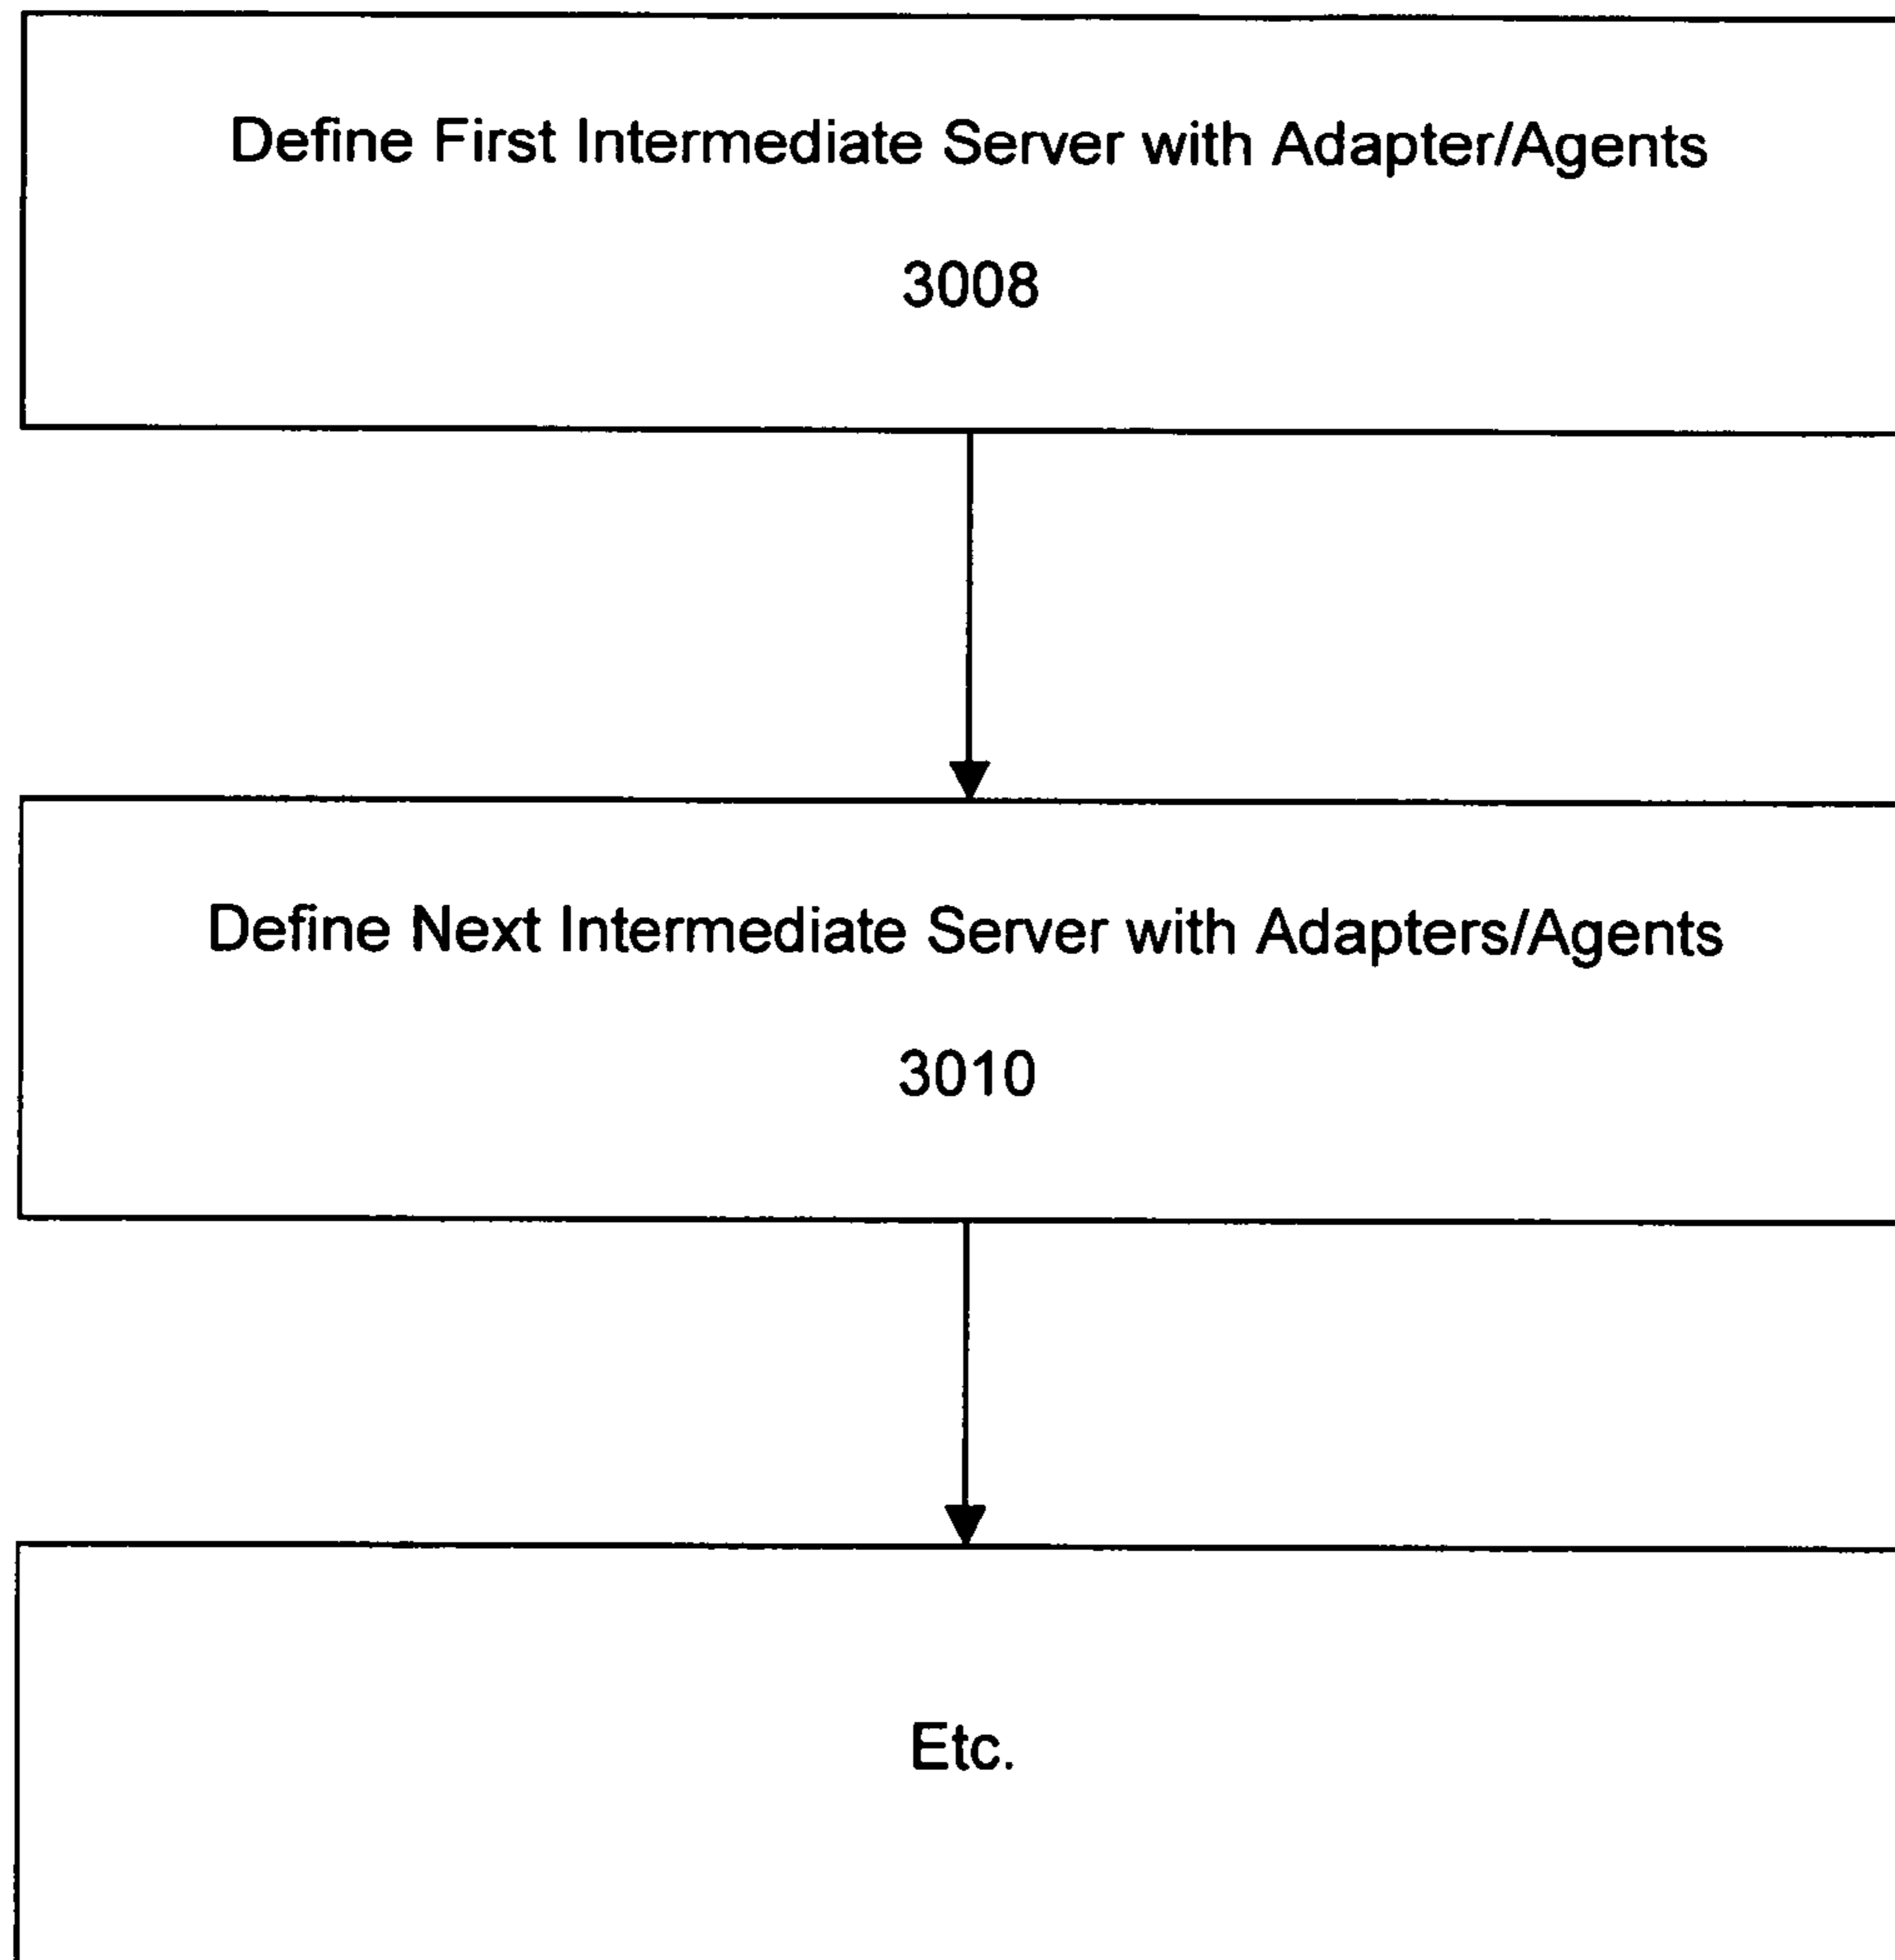 Define First Intermediate Server with Adapter/Agents
3008
Define Next Intermediate Server with Adapters/Agents
3010
Etc.